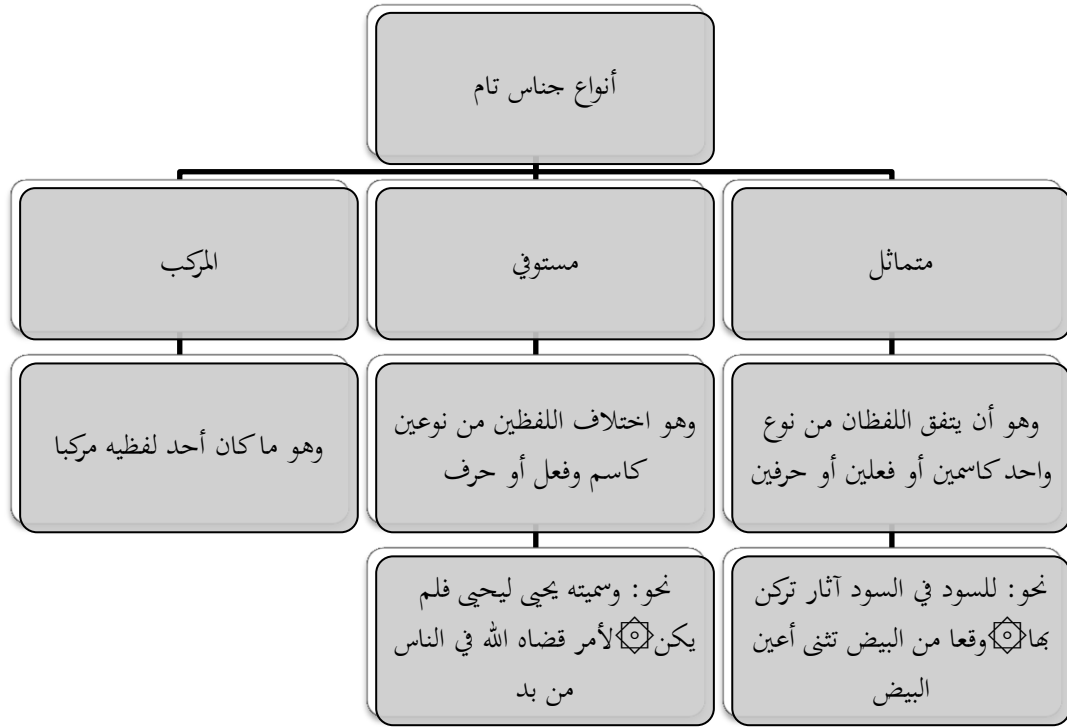 أنواع جناس تام
متماثل
مستوفي
المركب
وهو أن يتفق اللفظان من نوع
واحد كاسمين أو فعلين أو حرفين
وهو اختلاف اللفظين من نوعين
كاسم وفعل أو حرف
وهو ما كان أحد لفظيه مركبا
نحو: للسود في السود آثار تركن
بها۞وقعا من البيض تثنى أعين
البيض
نحو: وسميته يحيى ليحيى فلم
يكن۞لأمر قضاه الله في الناس
من بد